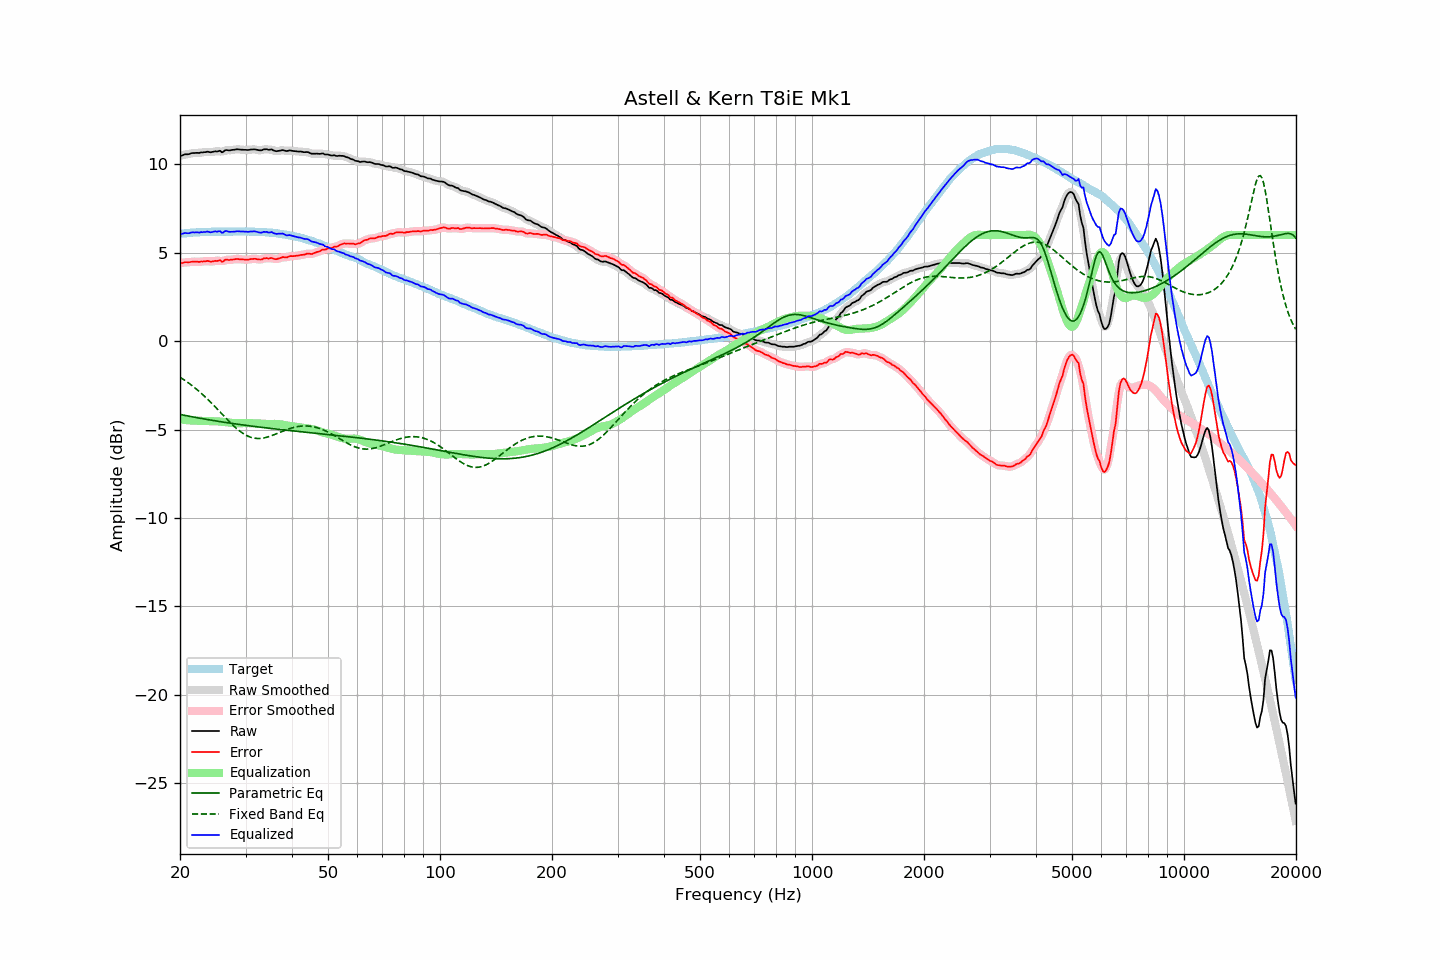 Astell & Kern T8iE Mk1
10
5
0
−5
−10
−15
−20
−25
Amplitude (dBr)
Target
Raw Smoothed
Error Smoothed
Raw
Error
Equalization
Parametric Eq
Fixed Band Eq
Equalized
20 50 100 200 500 1000 2000 5000 10000 20000
Frequency (Hz)